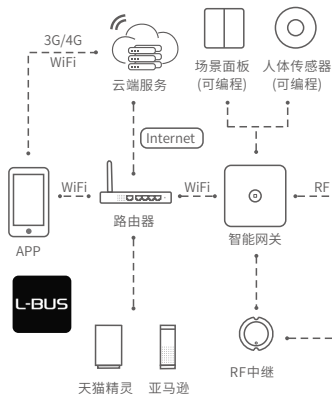 3G/4G
WiFi
云端服务
场景面板
(可编程)
人体传感器
(可编程)
Internet
WiFi
WiFi
RF
APP
路由器
智能网关
L-BUS
天猫精灵
亚马逊
RF中继